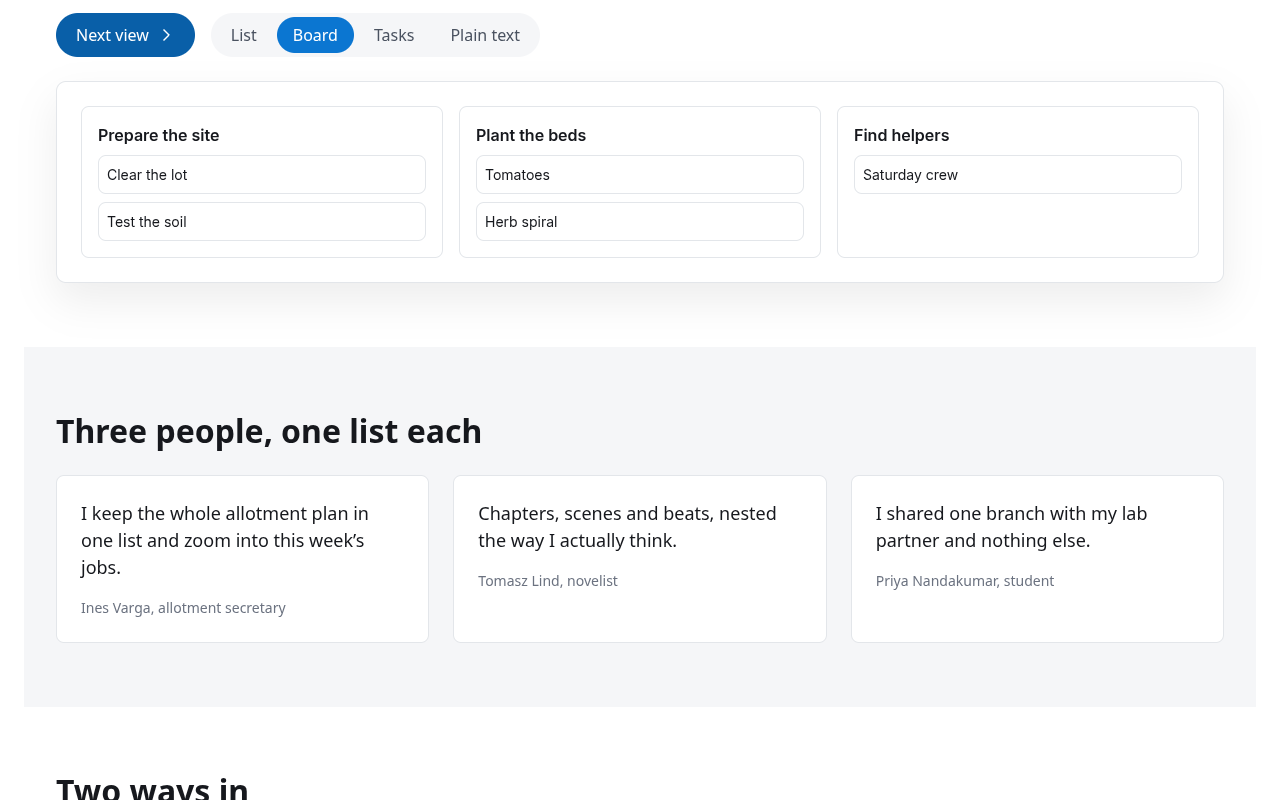 Next view
List
Board
Tasks
Plain text
Prepare the site
Clear the lot
Test the soil
Plant the beds
Tomatoes
Herb spiral
Find helpers
Saturday crew
Three people, one list each
I keep the whole allotment plan in
one list and zoom into this week’s
jobs.
Ines Varga, allotment secretary
Chapters, scenes and beats, nested
the way I actually think.
Tomasz Lind, novelist
I shared one branch with my lab
partner and nothing else.
Priya Nandakumar, student
Two ways in